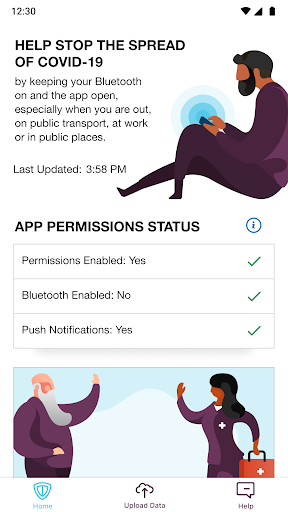 12:30
HELP STOP THE SPREAD
OF COVID-19
by keeping your Bluetooth
on and the app open,
especially when you are out,
on public transport, at work
or in public places.
Last Updated: 3:58 PM
APP PERMISSIONS STATUS
i
Permissions Enabled: Yes
Bluetooth Enabled: No
Push Notifications: Yes
Home
Upload Data
Help